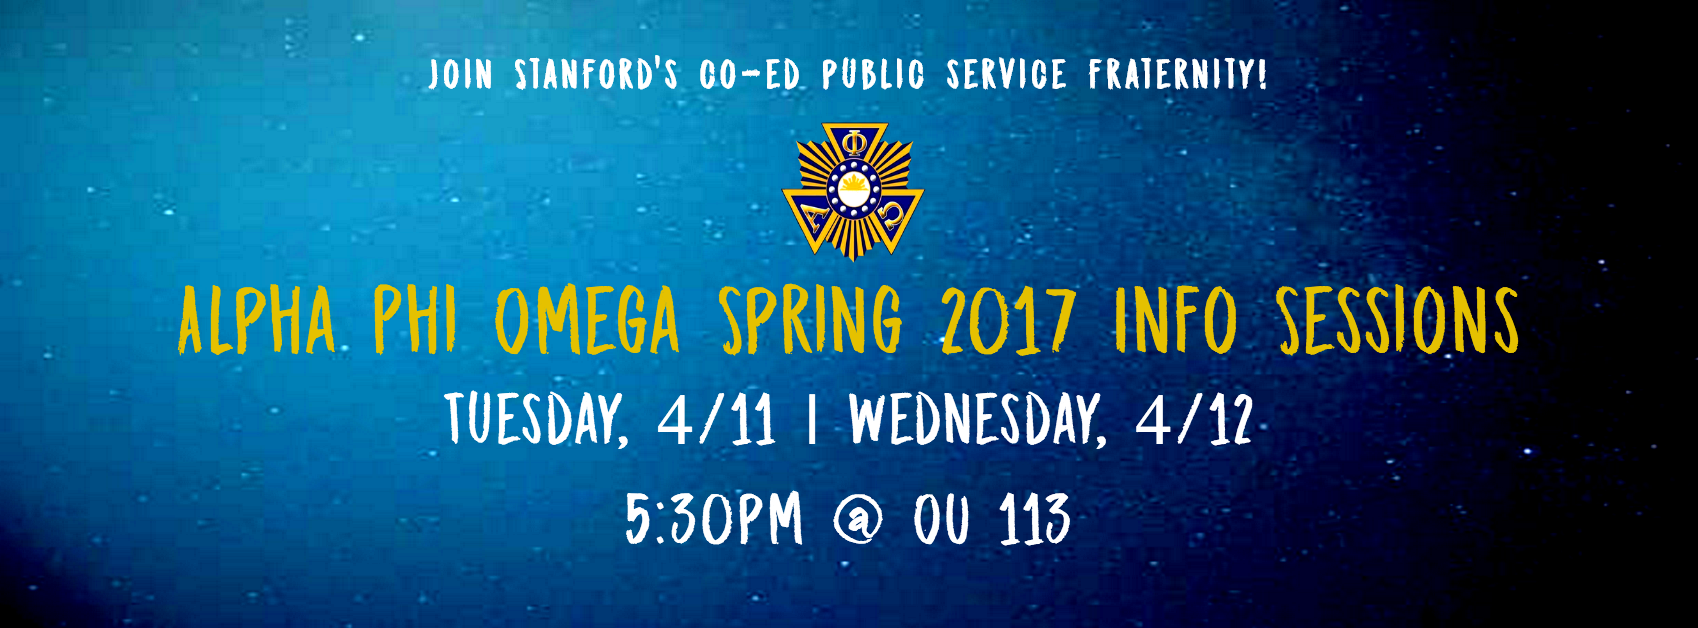 JOIN STANFORD'S CO-ED PUBLIC SERVICE FRATERNITY!
Φ
Α Ω
ALPHA PHI OMEGA SPRING 2017 INFO SESSIONS
TUESDAY, 4/11 | WEDNESDAY, 4/12
5:30PM @ OU 113